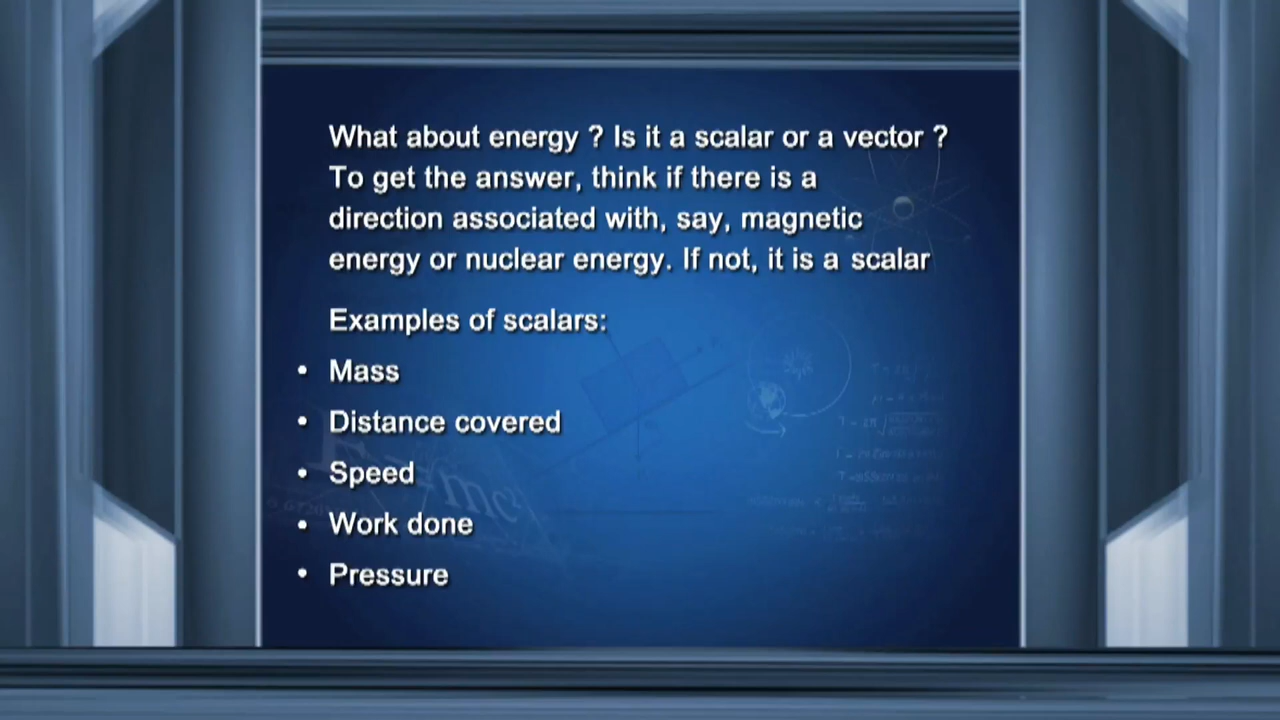 What about energy ? Is it a scalar or a vector ?
To get the answer, think if there is a
direction associated with, say, magnetic
energy or nuclear energy. If not, it is a scalar
Examples of scalars:
• Mass
• Distance covered
• Speed
• Work done
• Pressure